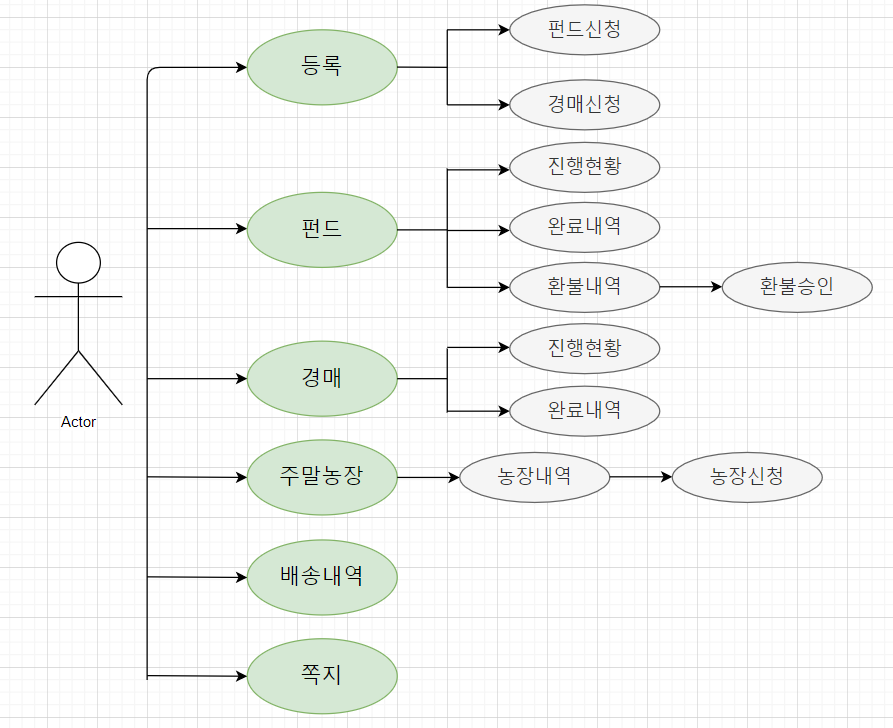 등록
펀드신청
경매신청
펀드
진행현황
완료내역
환불내역
환불승인
Actor
경매
진행현황
완료내역
주말농장
농장내역
농장신청
배송내역
쪽지